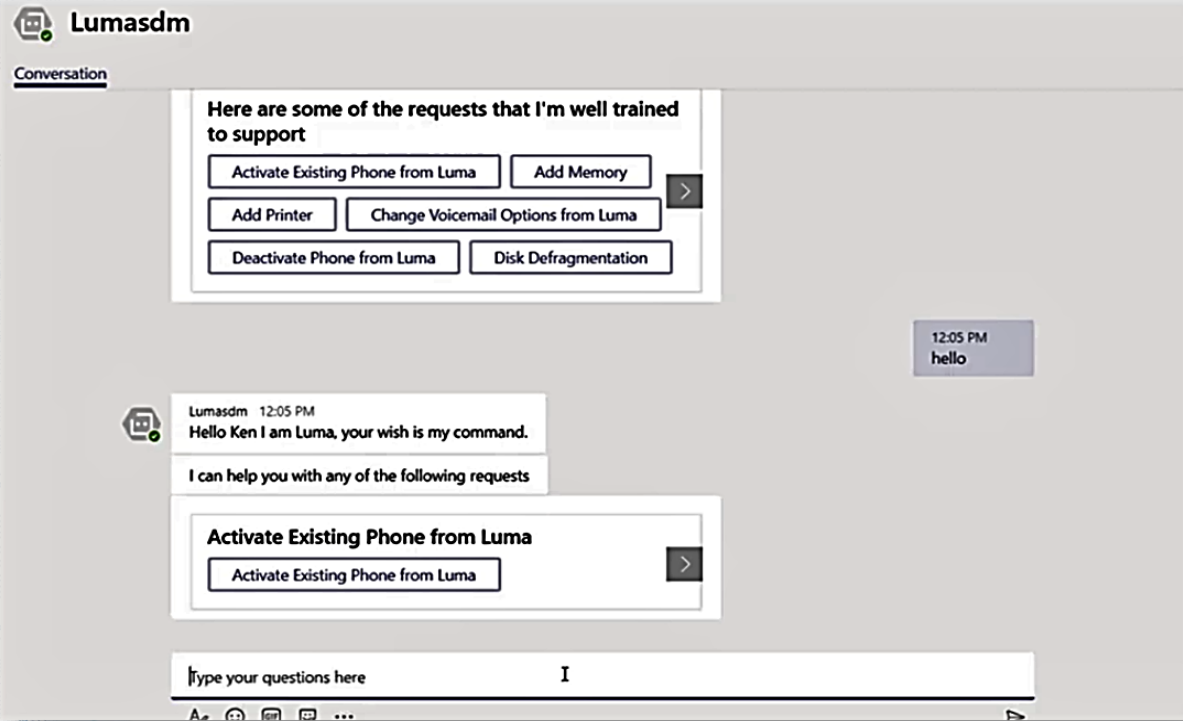 Lumasdm
Conversation
Here are some of the requests that I'm well trained
to support
Activate Existing Phone from Luma
Add Memory
Add Printer
Change Voicemail Options from Luma
Deactivate Phone from Luma
Disk Defragmentation
12:05 PM
hello
Lumasdm 12:05 PM
Hello Ken I am Luma, your wish is my command.
I can help you with any of the following requests
Activate Existing Phone from Luma
Activate Existing Phone from Luma
Type your questions here
GIF